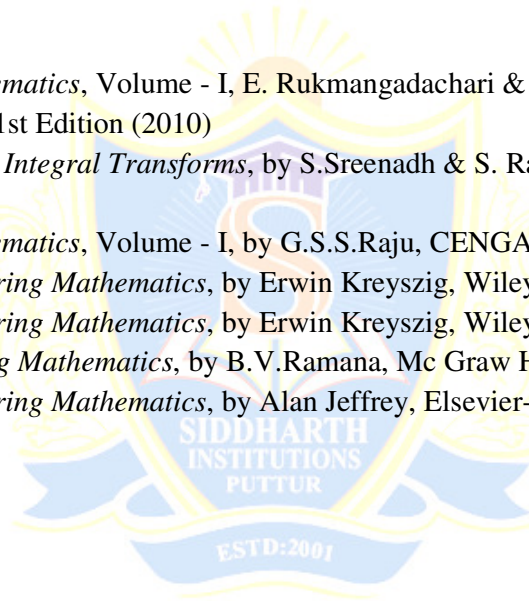 ematics, Volume - I, E. Rukmangadachari &
1st Edition (2010)
Integral Transforms, by S.Sreenadh & S. Ra
ematics, Volume - I, by G.S.S.Raju, CENGA
ring Mathematics, by Erwin Kreyszig, Wiley
ring Mathematics, by Erwin Kreyszig, Wiley
g Mathematics, by B.V.Ramana, Mc Graw H
ring Mathematics, by Alan Jeffrey, Elsevier-
SIDDHARTH
INSTITUTIONS
PUTTUR
ESTD:2001